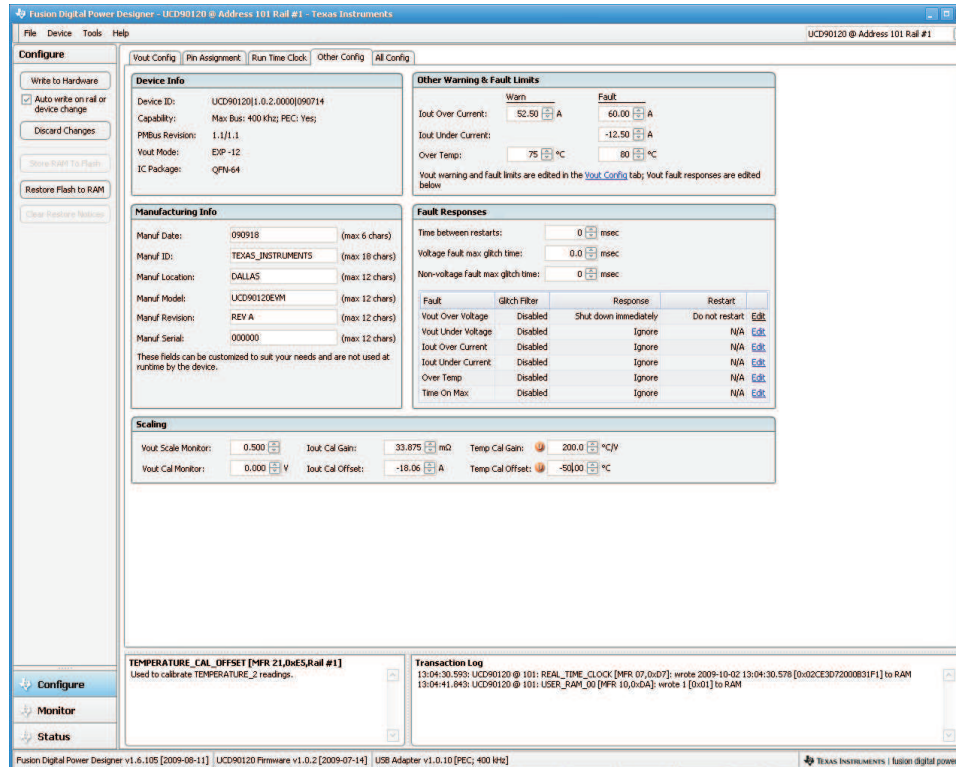 Fusion Digital Power Designer - UCD90120 @ Address 101 Rail #1 - Texas Instruments
File Device Tools Help
UCD90120 @ Address 101 Rail #1
Configure
Write to Hardware
Auto write on rail or
device change
Discard Changes
Store RAM To Flash
Restore Flash to RAM
Clear Restore Notices
Vout Config Pin Assignment Run Time Clock Other Config All Config
Device Info
Device ID: UCD90120|1.0.2.0000|090714
Capability: Max Bus: 400 Khz; PEC: Yes;
PMBus Revision: 1.1/1.1
Vout Mode: EXP -12
IC Package: QFN-64
Other Warning & Fault Limits
Warn Fault
Iout Over Current: 52.50 A 60.00 A
Iout Under Current: -12.50 A
Over Temp: 75 °C 80 °C
Vout warning and fault limits are edited in the Vout Config tab; Vout fault responses are edited
below
Manufacturing Info
Manuf Date: 090918 (max 6 chars)
Manuf ID: TEXAS_INSTRUMENTS (max 18 chars)
Manuf Location: DALLAS (max 12 chars)
Manuf Model: UCD90120EVM (max 12 chars)
Manuf Revision: REV A (max 12 chars)
Manuf Serial: 000000 (max 12 chars)
These fields can be customized to suit your needs and are not used at
runtime by the device.
Fault Responses
Time between restarts: 0 msec
Voltage fault max glitch time: 0.0 msec
Non-voltage fault max glitch time: 0 msec
Fault Glitch Filter Response Restart
Vout Over Voltage Disabled Shut down immediately Do not restart Edit
Vout Under Voltage Disabled Ignore N/A Edit
Iout Over Current Disabled Ignore N/A Edit
Iout Under Current Disabled Ignore N/A Edit
Over Temp Disabled Ignore N/A Edit
Time On Max Disabled Ignore N/A Edit
Scaling
Vout Scale Monitor: 0.500 Iout Cal Gain: 33.875 mΩ Temp Cal Gain: 200.0 °C/V
Vout Cal Monitor: 0.000 V Iout Cal Offset: -18.06 A Temp Cal Offset: -50.00 °C
TEMPERATURE_CAL_OFFSET [MFR 21,0xE5,Rail #1]
Used to calibrate TEMPERATURE_2 readings.
Transaction Log
13:04:30.593: UCD90120 @ 101: REAL_TIME_CLOCK [MFR 07,0xD7]: wrote 2009-10-02 13:04:30.578 [0x02CE3D72000B31F1] to RAM
13:04:41.843: UCD90120 @ 101: USER_RAM_00 [MFR 10,0xDA]: wrote 1 [0x01] to RAM
Configure
Monitor
Status
Fusion Digital Power Designer v1.6.105 [2009-08-11] UCD90120 Firmware v1.0.2 [2009-07-14] USB Adapter v1.0.10 [PEC; 400 kHz]
TEXAS INSTRUMENTS | fusion digital power